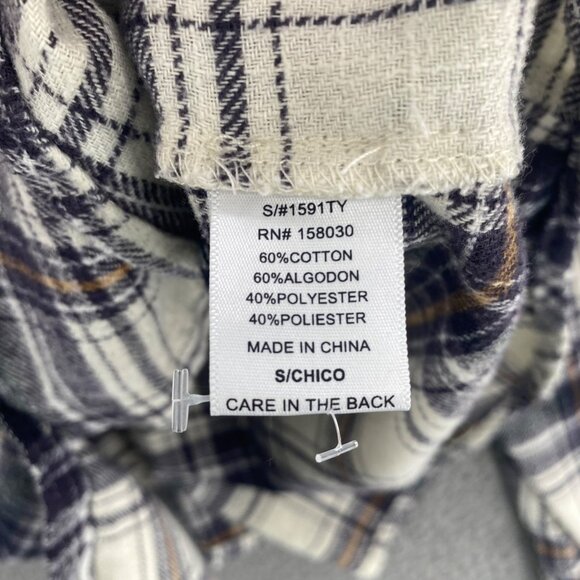 S/#1591TY
RN# 158030
60%COTTON
60%ALGODON
40%POLYESTER
40%POLIESTER
MADE IN CHINA
S/CHICO
CARE IN THE BACK